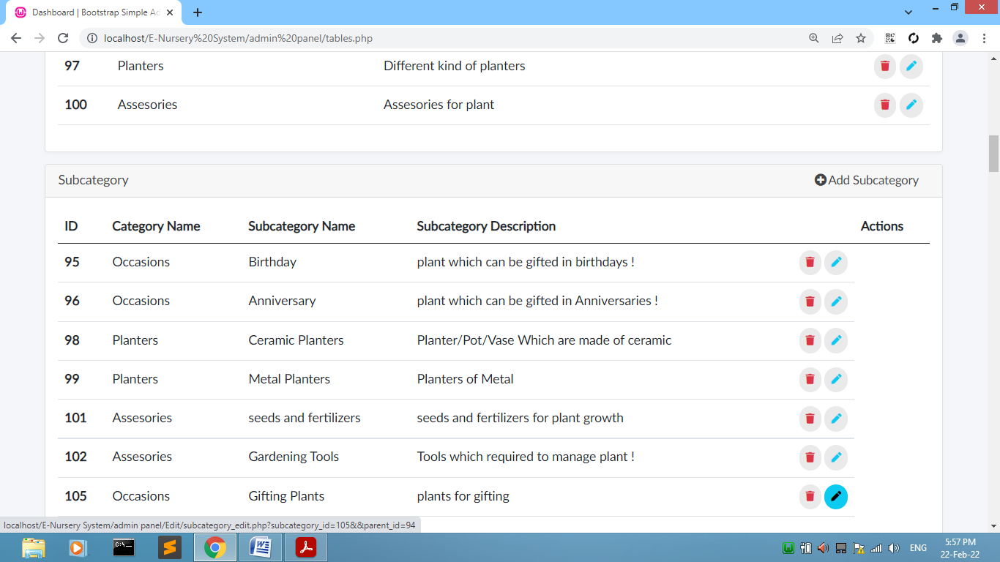 Dashboard | Bootstrap Simple Ad
localhost/E-Nursery%20System/admin%20panel/tables.php
97 Planters Different kind of planters
100 Assesories Assesories for plant
Subcategory Add Subcategory
ID Category Name Subcategory Name Subcategory Description Actions
95 Occasions Birthday plant which can be gifted in birthdays !
96 Occasions Anniversary plant which can be gifted in Anniversaries !
98 Planters Ceramic Planters Planter/Pot/Vase Which are made of ceramic
99 Planters Metal Planters Planters of Metal
101 Assesories seeds and fertilizers seeds and fertilizers for plant growth
102 Assesories Gardening Tools Tools which required to manage plant !
105 Occasions Gifting Plants plants for gifting
localhost/E-Nursery System/admin panel/Edit/subcategory_edit.php?subcategory_id=105&&parent_id=94
ENG 5:57 PM
22-Feb-22